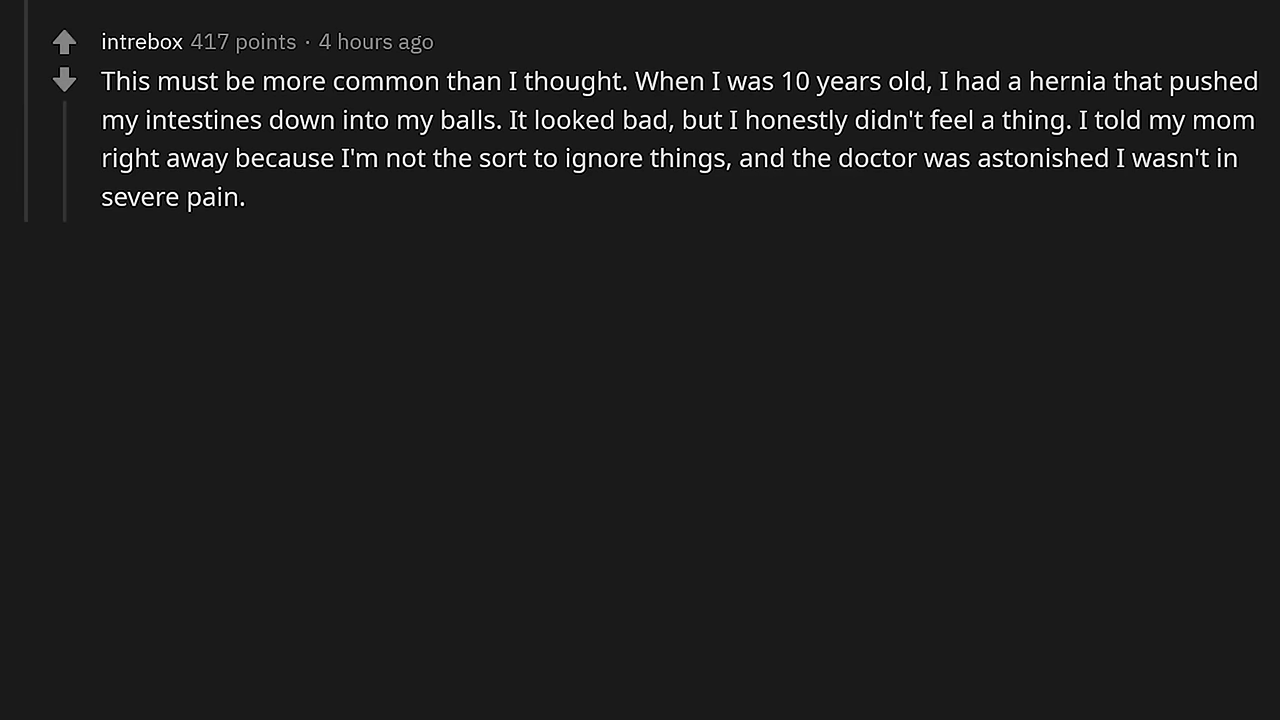 intrebox 417 points · 4 hours ago
This must be more common than I thought. When I was 10 years old, I had a hernia that pushed
my intestines down into my balls. It looked bad, but I honestly didn't feel a thing. I told my mom
right away because I'm not the sort to ignore things, and the doctor was astonished I wasn't in
severe pain.